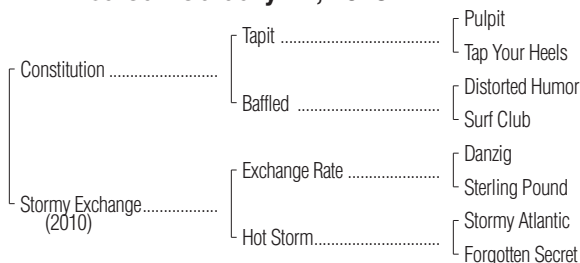 Pulpit
Tapit ........................................
Tap Your Heels
Constitution ...........................
Distorted Humor
Baffled ....................................
Surf Club
Danzig
Exchange Rate .......................
Sterling Pound
Stormy Exchange...................
(2010)
Stormy Atlantic
Hot Storm................................
Forgotten Secret